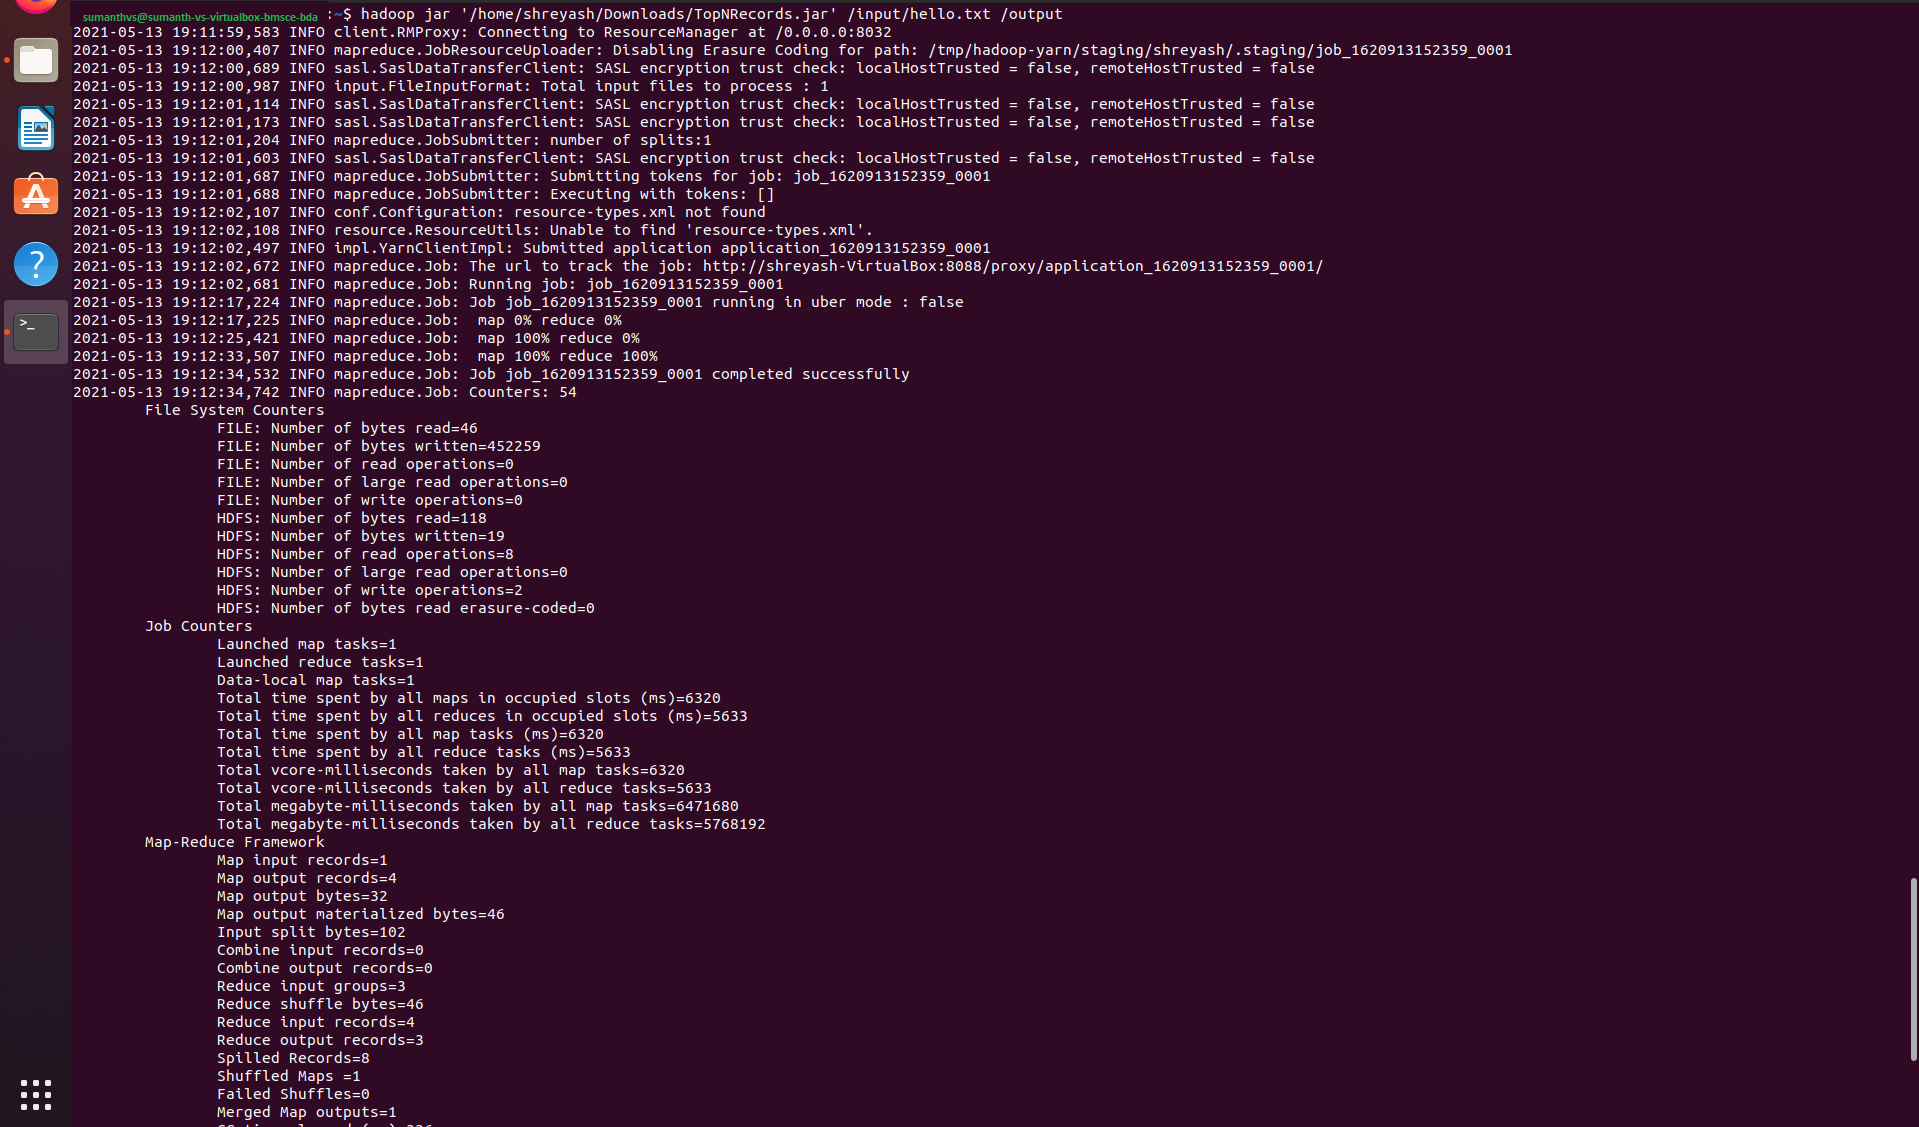 sumanthvs@sumanth-vs-virtualbox-bmsce-bda :~$ hadoop jar '/home/shreyash/Downloads/TopNRecords.jar' /input/hello.txt /output
2021-05-13 19:11:59,583 INFO client.RMProxy: Connecting to ResourceManager at /0.0.0.0:8032
2021-05-13 19:12:00,407 INFO mapreduce.JobResourceUploader: Disabling Erasure Coding for path: /tmp/hadoop-yarn/staging/shreyash/.staging/job_1620913152359_0001
2021-05-13 19:12:00,689 INFO sasl.SaslDataTransferClient: SASL encryption trust check: localHostTrusted = false, remoteHostTrusted = false
2021-05-13 19:12:00,987 INFO input.FileInputFormat: Total input files to process : 1
2021-05-13 19:12:01,114 INFO sasl.SaslDataTransferClient: SASL encryption trust check: localHostTrusted = false, remoteHostTrusted = false
2021-05-13 19:12:01,173 INFO sasl.SaslDataTransferClient: SASL encryption trust check: localHostTrusted = false, remoteHostTrusted = false
2021-05-13 19:12:01,204 INFO mapreduce.JobSubmitter: number of splits:1
2021-05-13 19:12:01,603 INFO sasl.SaslDataTransferClient: SASL encryption trust check: localHostTrusted = false, remoteHostTrusted = false
2021-05-13 19:12:01,687 INFO mapreduce.JobSubmitter: Submitting tokens for job: job_1620913152359_0001
2021-05-13 19:12:01,688 INFO mapreduce.JobSubmitter: Executing with tokens: []
2021-05-13 19:12:02,107 INFO conf.Configuration: resource-types.xml not found
2021-05-13 19:12:02,108 INFO resource.ResourceUtils: Unable to find 'resource-types.xml'.
2021-05-13 19:12:02,497 INFO impl.YarnClientImpl: Submitted application application_1620913152359_0001
2021-05-13 19:12:02,672 INFO mapreduce.Job: The url to track the job: http://shreyash-VirtualBox:8088/proxy/application_1620913152359_0001/
2021-05-13 19:12:02,681 INFO mapreduce.Job: Running job: job_1620913152359_0001
2021-05-13 19:12:17,224 INFO mapreduce.Job: Job job_1620913152359_0001 running in uber mode : false
2021-05-13 19:12:17,225 INFO mapreduce.Job:  map 0% reduce 0%
2021-05-13 19:12:25,421 INFO mapreduce.Job:  map 100% reduce 0%
2021-05-13 19:12:33,507 INFO mapreduce.Job:  map 100% reduce 100%
2021-05-13 19:12:34,532 INFO mapreduce.Job: Job job_1620913152359_0001 completed successfully
2021-05-13 19:12:34,742 INFO mapreduce.Job: Counters: 54
File System Counters
FILE: Number of bytes read=46
FILE: Number of bytes written=452259
FILE: Number of read operations=0
FILE: Number of large read operations=0
FILE: Number of write operations=0
HDFS: Number of bytes read=118
HDFS: Number of bytes written=19
HDFS: Number of read operations=8
HDFS: Number of large read operations=0
HDFS: Number of write operations=2
HDFS: Number of bytes read erasure-coded=0
Job Counters
Launched map tasks=1
Launched reduce tasks=1
Data-local map tasks=1
Total time spent by all maps in occupied slots (ms)=6320
Total time spent by all reduces in occupied slots (ms)=5633
Total time spent by all map tasks (ms)=6320
Total time spent by all reduce tasks (ms)=5633
Total vcore-milliseconds taken by all map tasks=6320
Total vcore-milliseconds taken by all reduce tasks=5633
Total megabyte-milliseconds taken by all map tasks=6471680
Total megabyte-milliseconds taken by all reduce tasks=5768192
Map-Reduce Framework
Map input records=1
Map output records=4
Map output bytes=32
Map output materialized bytes=46
Input split bytes=102
Combine input records=0
Combine output records=0
Reduce input groups=3
Reduce shuffle bytes=46
Reduce input records=4
Reduce output records=3
Spilled Records=8
Shuffled Maps =1
Failed Shuffles=0
Merged Map outputs=1